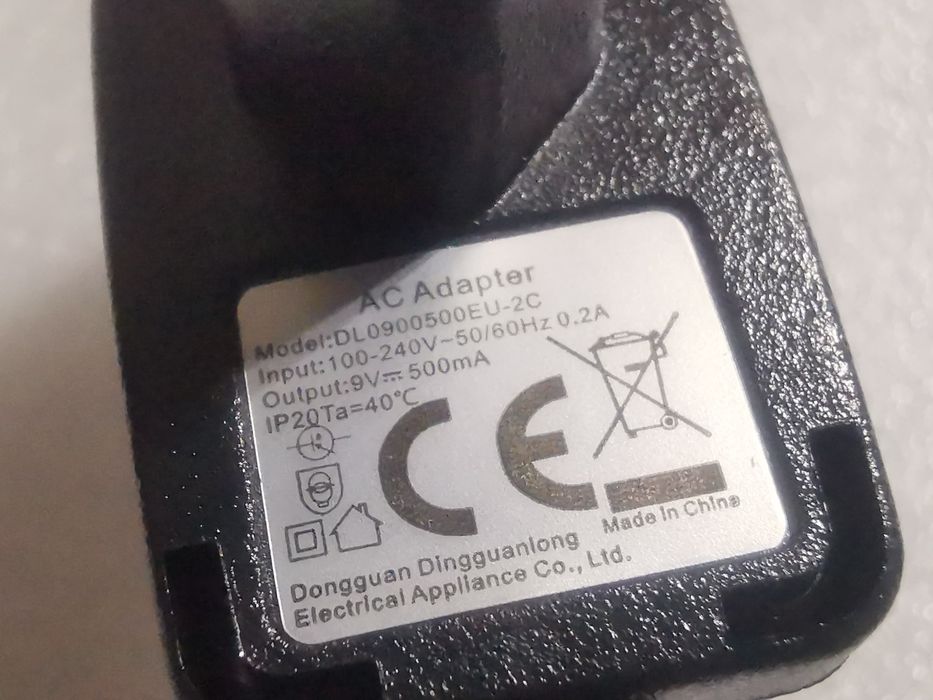 AC Adapter
Model:DL0900500EU-2C
Input:100-240V~50/60Hz 0.2A
Output:9V⎓500mA
IP20Ta=40°C
CE
Made in China
Dongguan Dingguanlong
Electrical Appliance Co., Ltd.